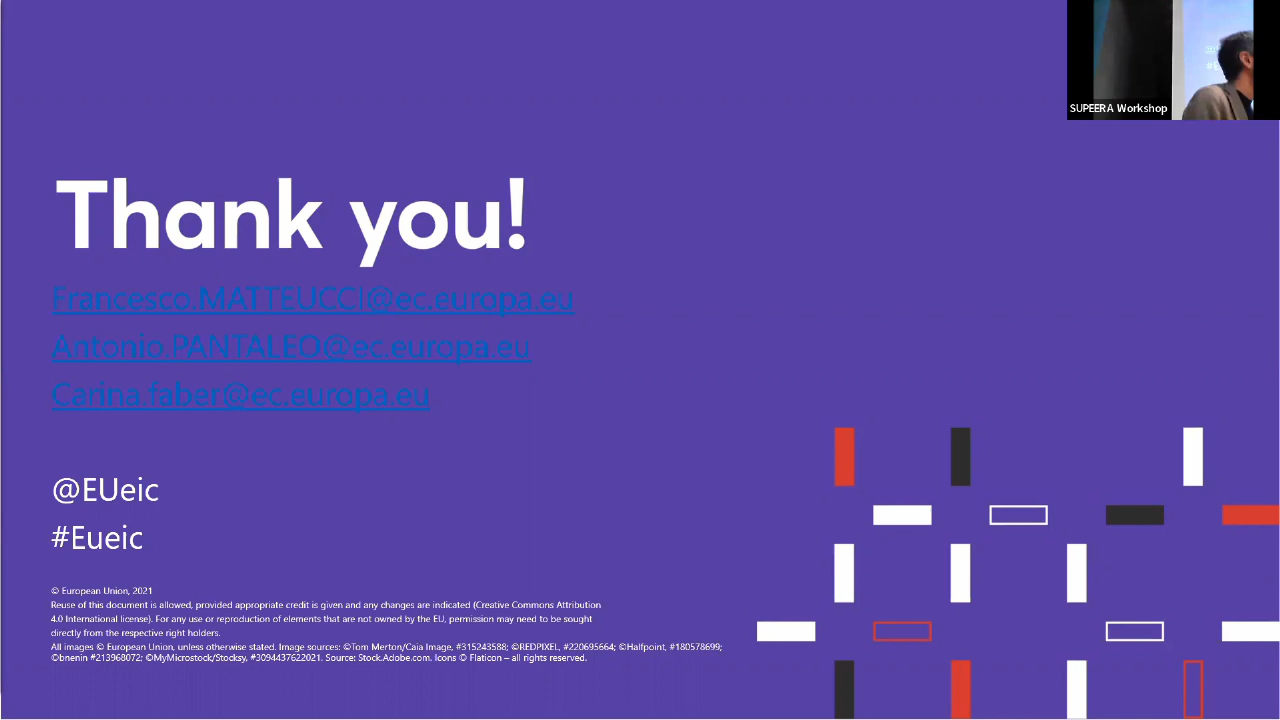 SUPEERA Workshop
Thank you!
Francesco.MATTEUCCI@ec.europa.eu
Antonio.PANTALEO@ec.europa.eu
Carina.faber@ec.europa.eu
@EUeic
#Eueic
© European Union, 2021
Reuse of this document is allowed, provided appropriate credit is given and any changes are indicated (Creative Commons Attribution
4.0 International license). For any use or reproduction of elements that are not owned by the EU, permission may need to be sought
directly from the respective right holders.
All images © European Union, unless otherwise stated. Image sources: ©Tom Merton/Caia Image, #315243588; ©REDPIXEL, #220695664; ©Halfpoint, #180578699;
©bnenin #213968072; ©MyMicrostock/Stocksy, #3094437622021. Source: Stock.Adobe.com. Icons © Flaticon – all rights reserved.